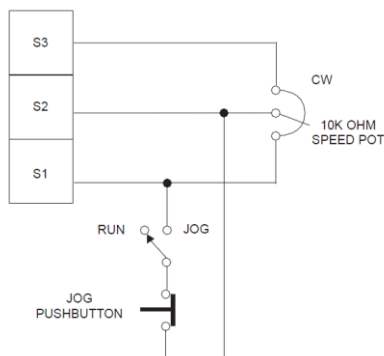 S3
CW
S2
10K OHM
SPEED POT
S1
RUN
JOG
JOG
PUSHBUTTON